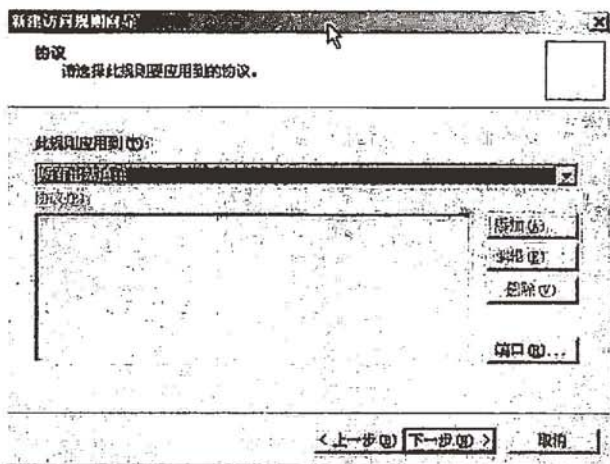 新建访问规则向导
协议
请选择此规则要应用到的协议。
此规则应用到(T):
所有出站通讯
协议(P):
添加(A)...
编辑(E)...
删除(V)
端口(R)...
< 上一步(B)
下一步(N) >
取消